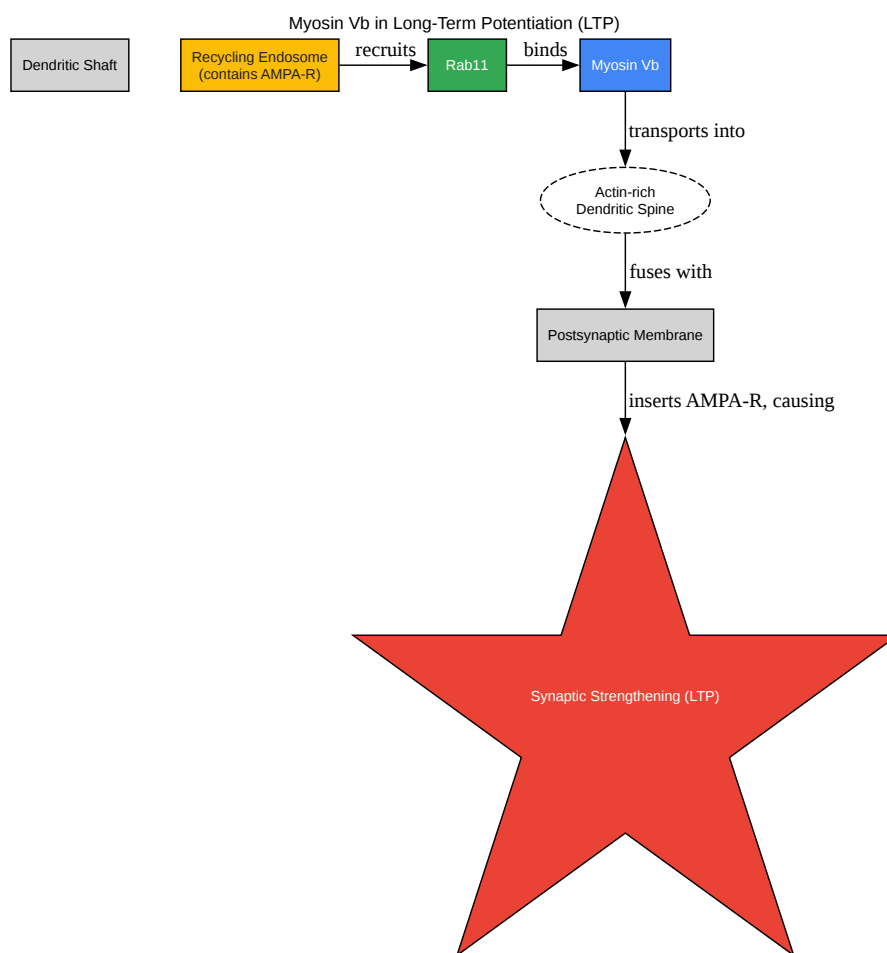 Myosin Vb in Long-Term Potentiation (LTP)
Dendritic Shaft
Recycling Endosome
(contains AMPA-R)
recruits
Rab11
binds
Myosin Vb
transports into
Actin-rich
Dendritic Spine
fuses with
Postsynaptic Membrane
inserts AMPA-R, causing
Synaptic Strengthening (LTP)